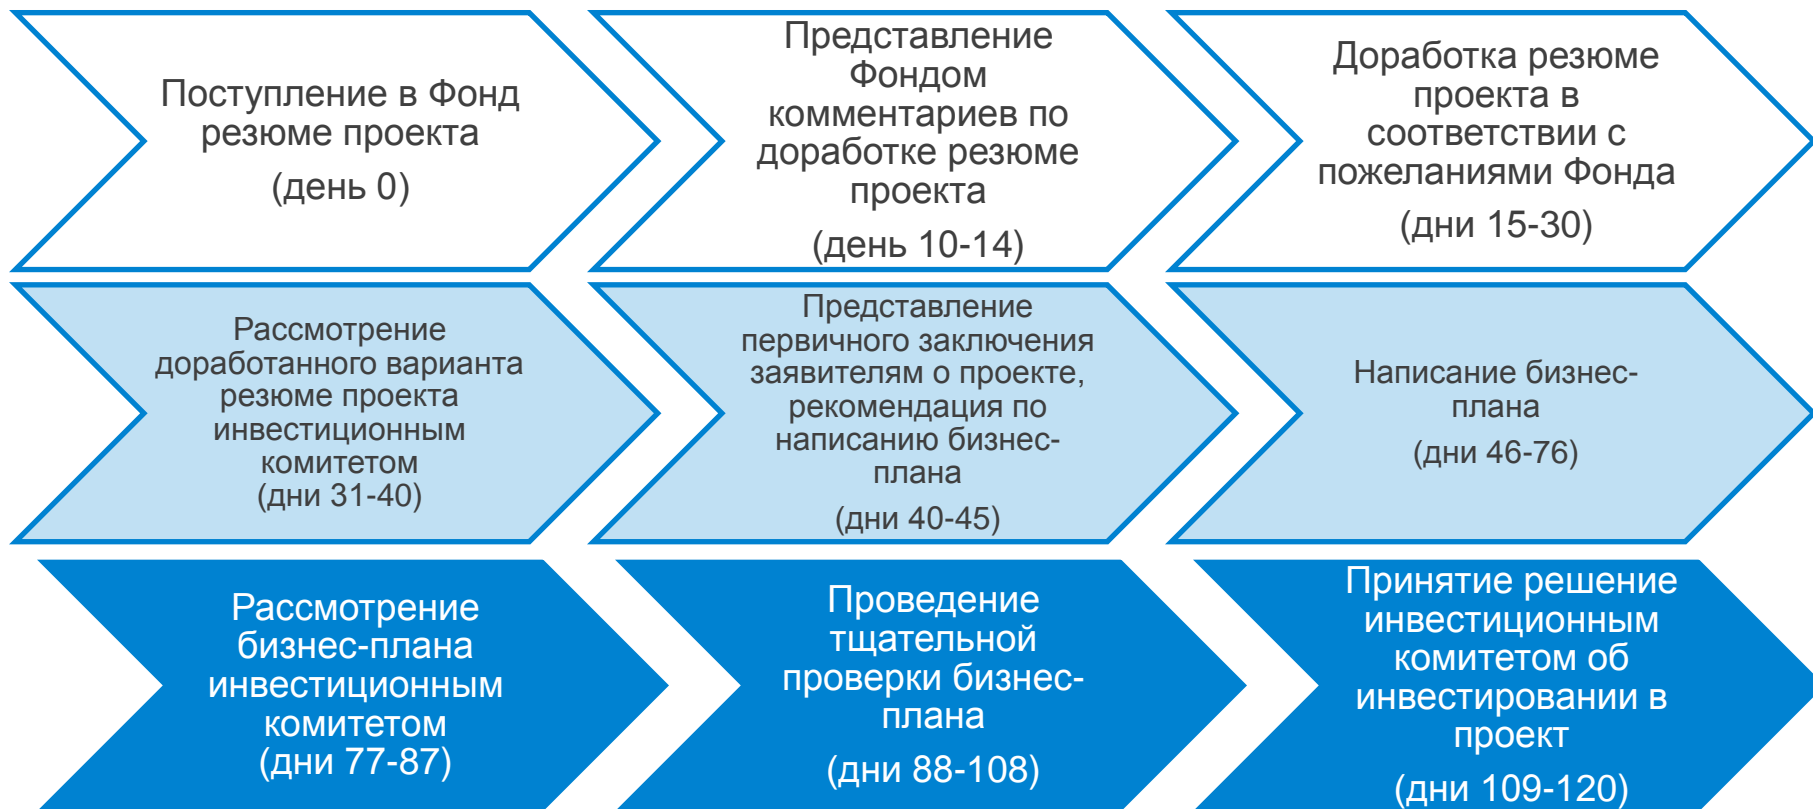 Поступление в Фонд
резюме проекта
(день 0)
Представление
Фондом
комментариев по
доработке резюме
проекта
(день 10-14)
Доработка резюме
проекта в
соответствии с
пожеланиями Фонда
(дни 15-30)
Рассмотрение
доработанного варианта
резюме проекта
инвестиционным
комитетом
(дни 31-40)
Представление
первичного заключения
заявителям о проекте,
рекомендация по
написанию бизнес-
плана
(дни 40-45)
Написание бизнес-
плана
(дни 46-76)
Рассмотрение
бизнес-плана
инвестиционным
комитетом
(дни 77-87)
Проведение
тщательной
проверки бизнес-
плана
(дни 88-108)
Принятие решение
инвестиционным
комитетом об
инвестировании в
проект
(дни 109-120)